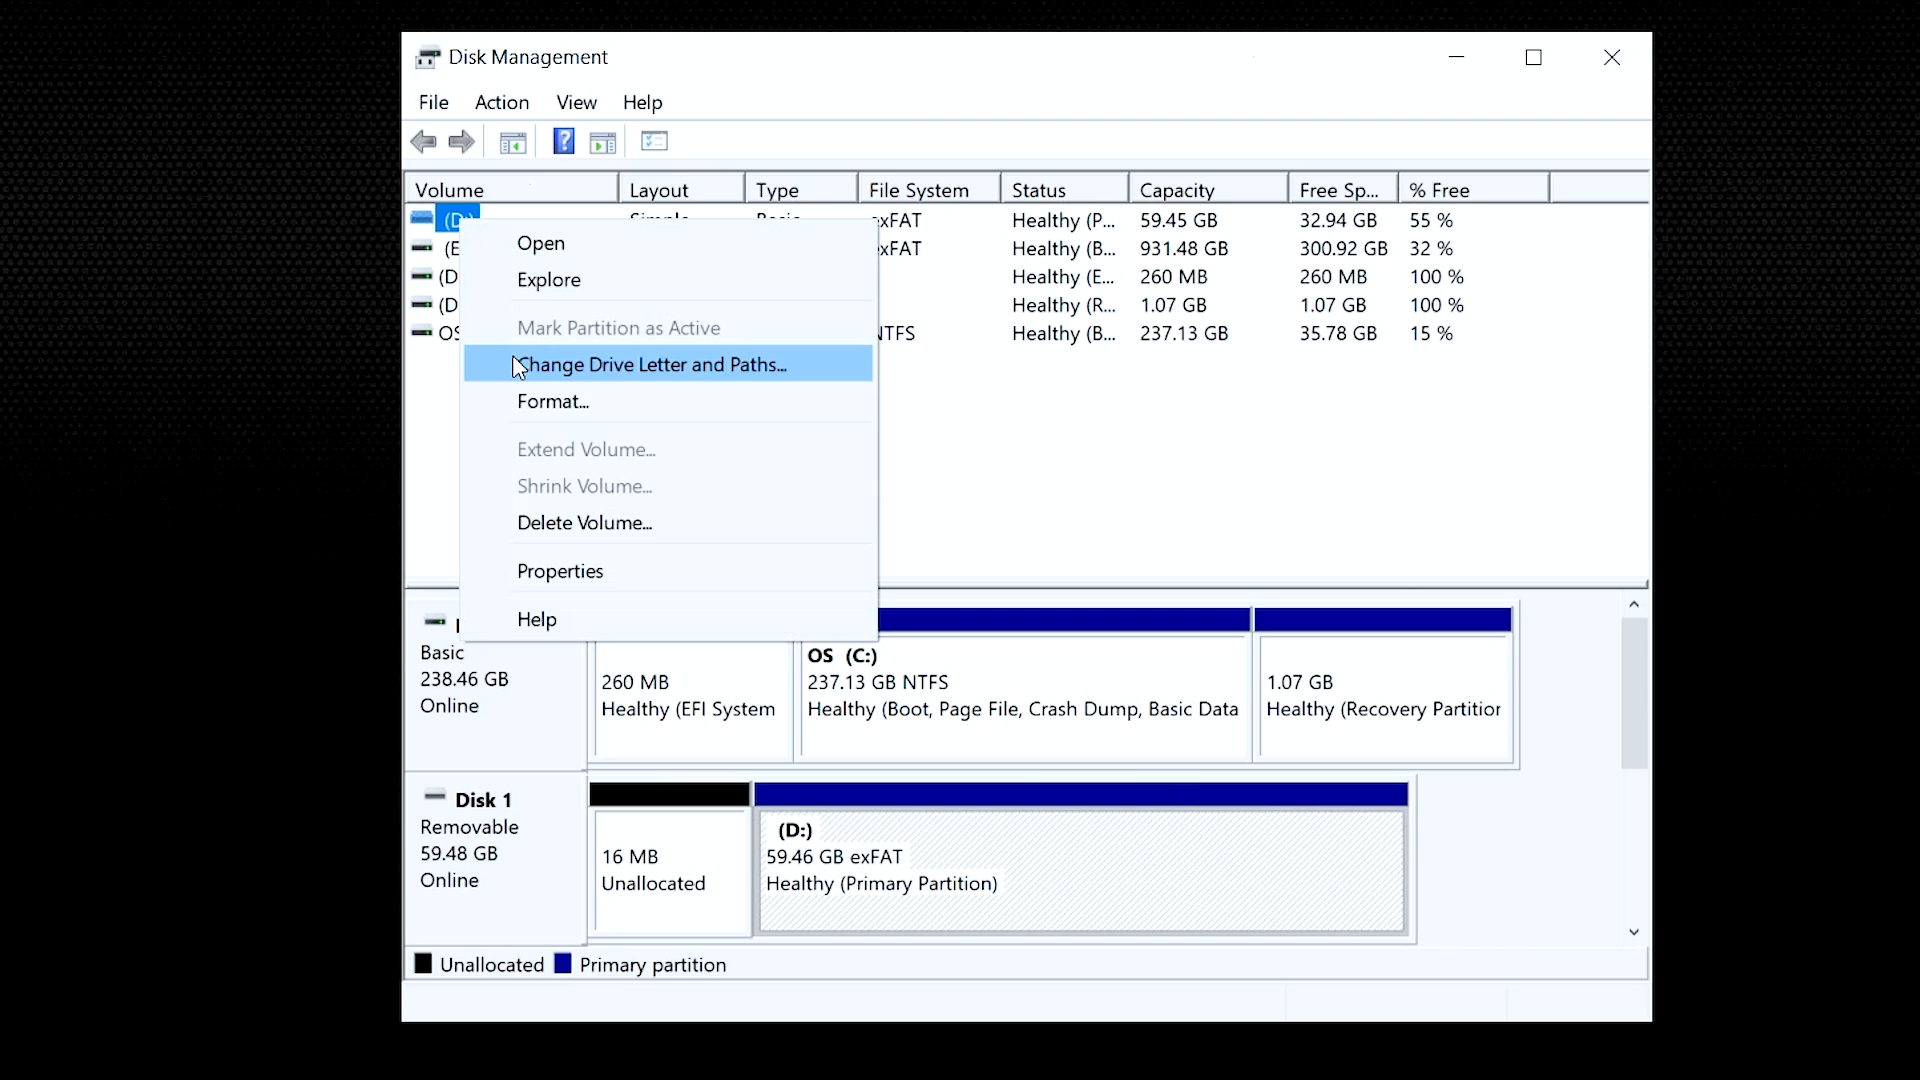 Disk Management
File Action View Help
Volume Layout Type File System Status Capacity Free Sp... % Free
(D:) Healthy (P... 59.45 GB 32.94 GB 55 %
(E Healthy (B... 931.48 GB 300.92 GB 32 %
(D Healthy (E... 260 MB 260 MB 100 %
(D Healthy (R... 1.07 GB 1.07 GB 100 %
OS NTFS Healthy (B... 237.13 GB 35.78 GB 15 %
Open
Explore
Mark Partition as Active
Change Drive Letter and Paths...
Format...
Extend Volume...
Shrink Volume...
Delete Volume...
Properties
Help
Basic
238.46 GB
Online
260 MB
Healthy (EFI System
OS (C:)
237.13 GB NTFS
Healthy (Boot, Page File, Crash Dump, Basic Data
1.07 GB
Healthy (Recovery Partition
Disk 1
Removable
59.48 GB
Online
16 MB
Unallocated
(D:)
59.46 GB exFAT
Healthy (Primary Partition)
Unallocated Primary partition